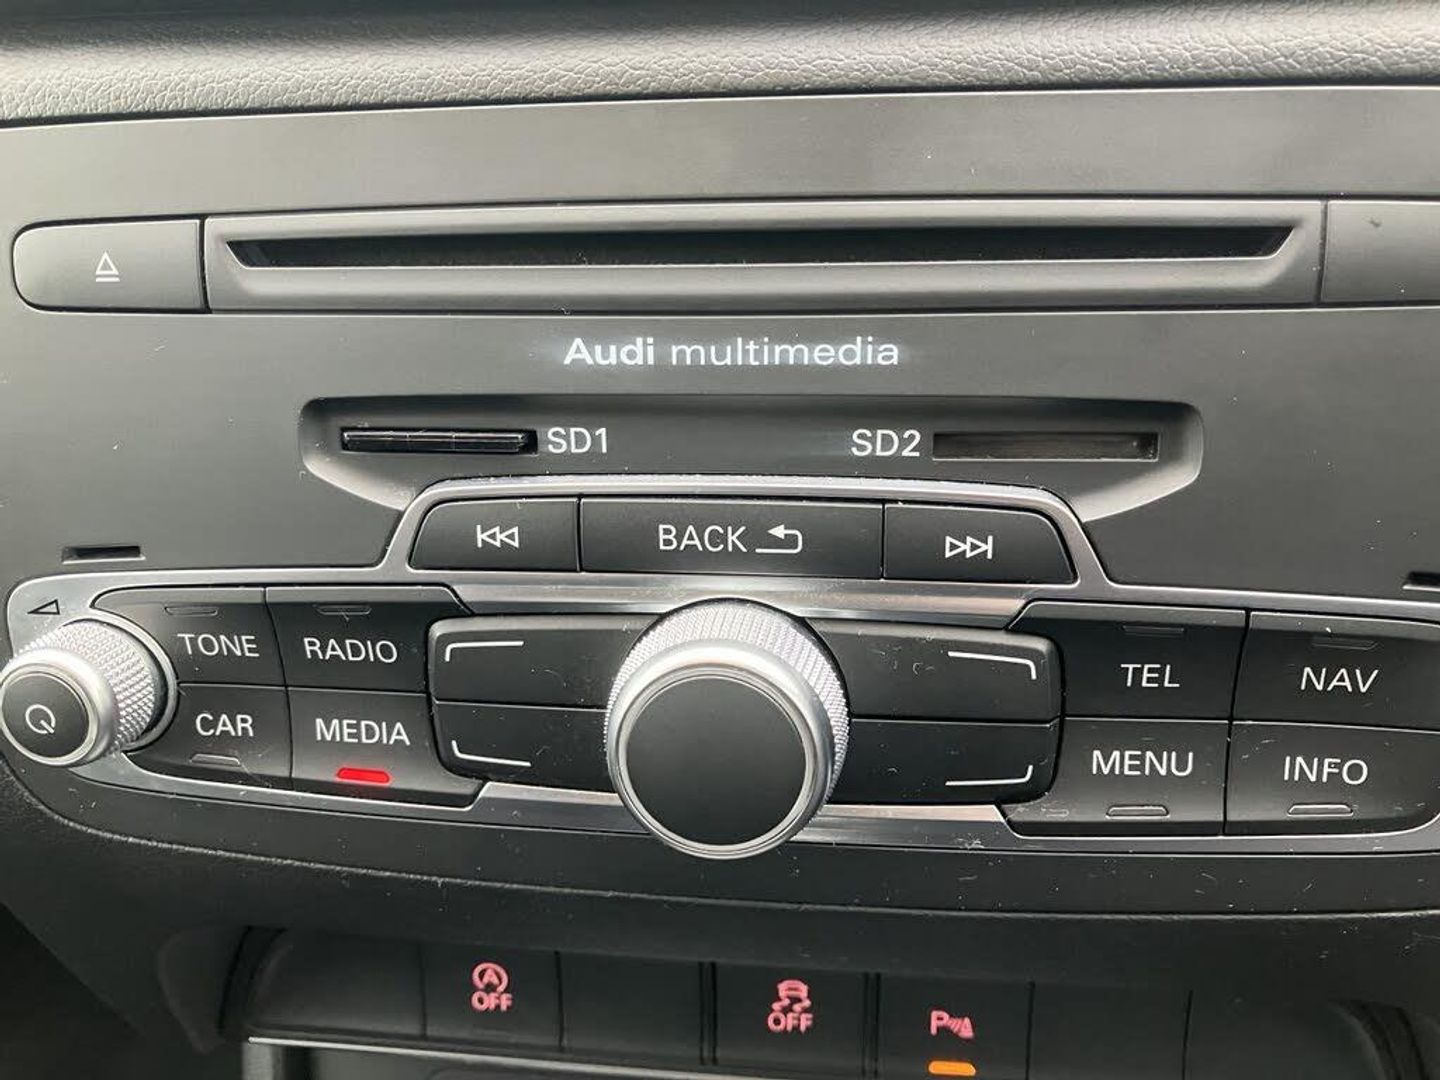 Audi multimedia
SD1 SD2
BACK
TONE RADIO TEL NAV
CAR MEDIA MENU INFO
A
OFF OFF P